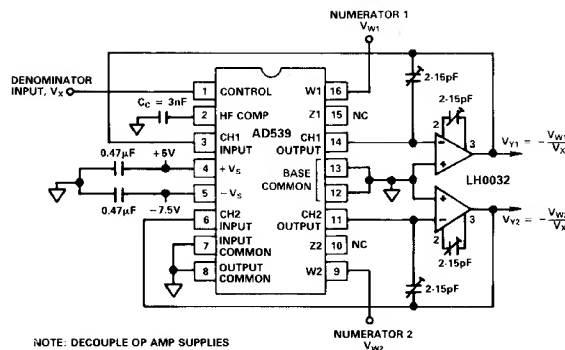 NUMERATOR 1
VW1
DENOMINATOR
INPUT, VX
CC = 3nF
0.47µF
+5V
0.47µF
−7.5V
1
CONTROL
2
HF COMP
3
CH1
INPUT
4
+VS
5
−VS
6
CH2
INPUT
7
INPUT
COMMON
8
OUTPUT
COMMON
AD539
W1
16
Z1
15
NC
CH1
OUTPUT
14
BASE
COMMON
13
12
CH2
OUTPUT
11
Z2
10
NC
W2
9
2-15pF
2-15pF
2
3
−
+
LH0032
+
−
2
3
2-15pF
2-15pF
VY1 = − VW1
VX
VY2 = − VW2
VX
NUMERATOR 2
VW2
NOTE: DECOUPLE OP AMP SUPPLIES